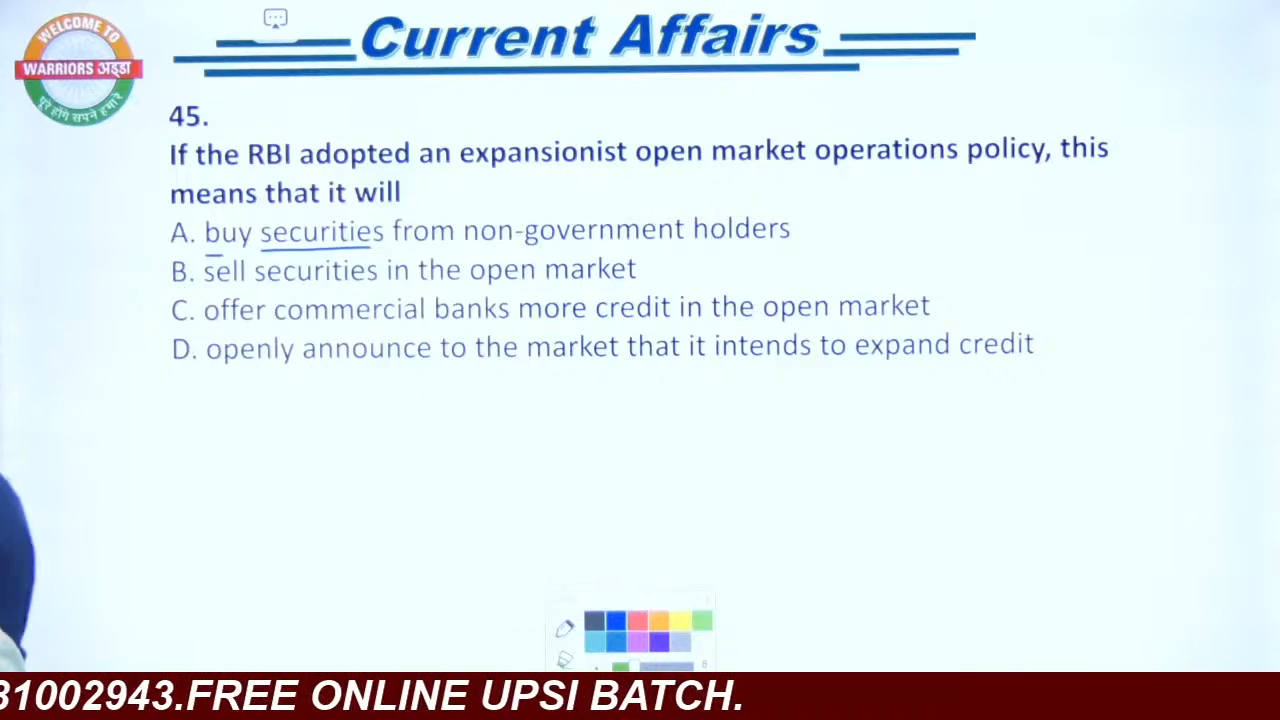 WELCOME TO
WARRIORS अड्डा
पूरे होंगे सपने हमारे
Current Affairs
45.
If the RBI adopted an expansionist open market operations policy, this
means that it will
A. buy securities from non-government holders
B. sell securities in the open market
C. offer commercial banks more credit in the open market
D. openly announce to the market that it intends to expand credit
8
31002943.FREE ONLINE UPSI BATCH.